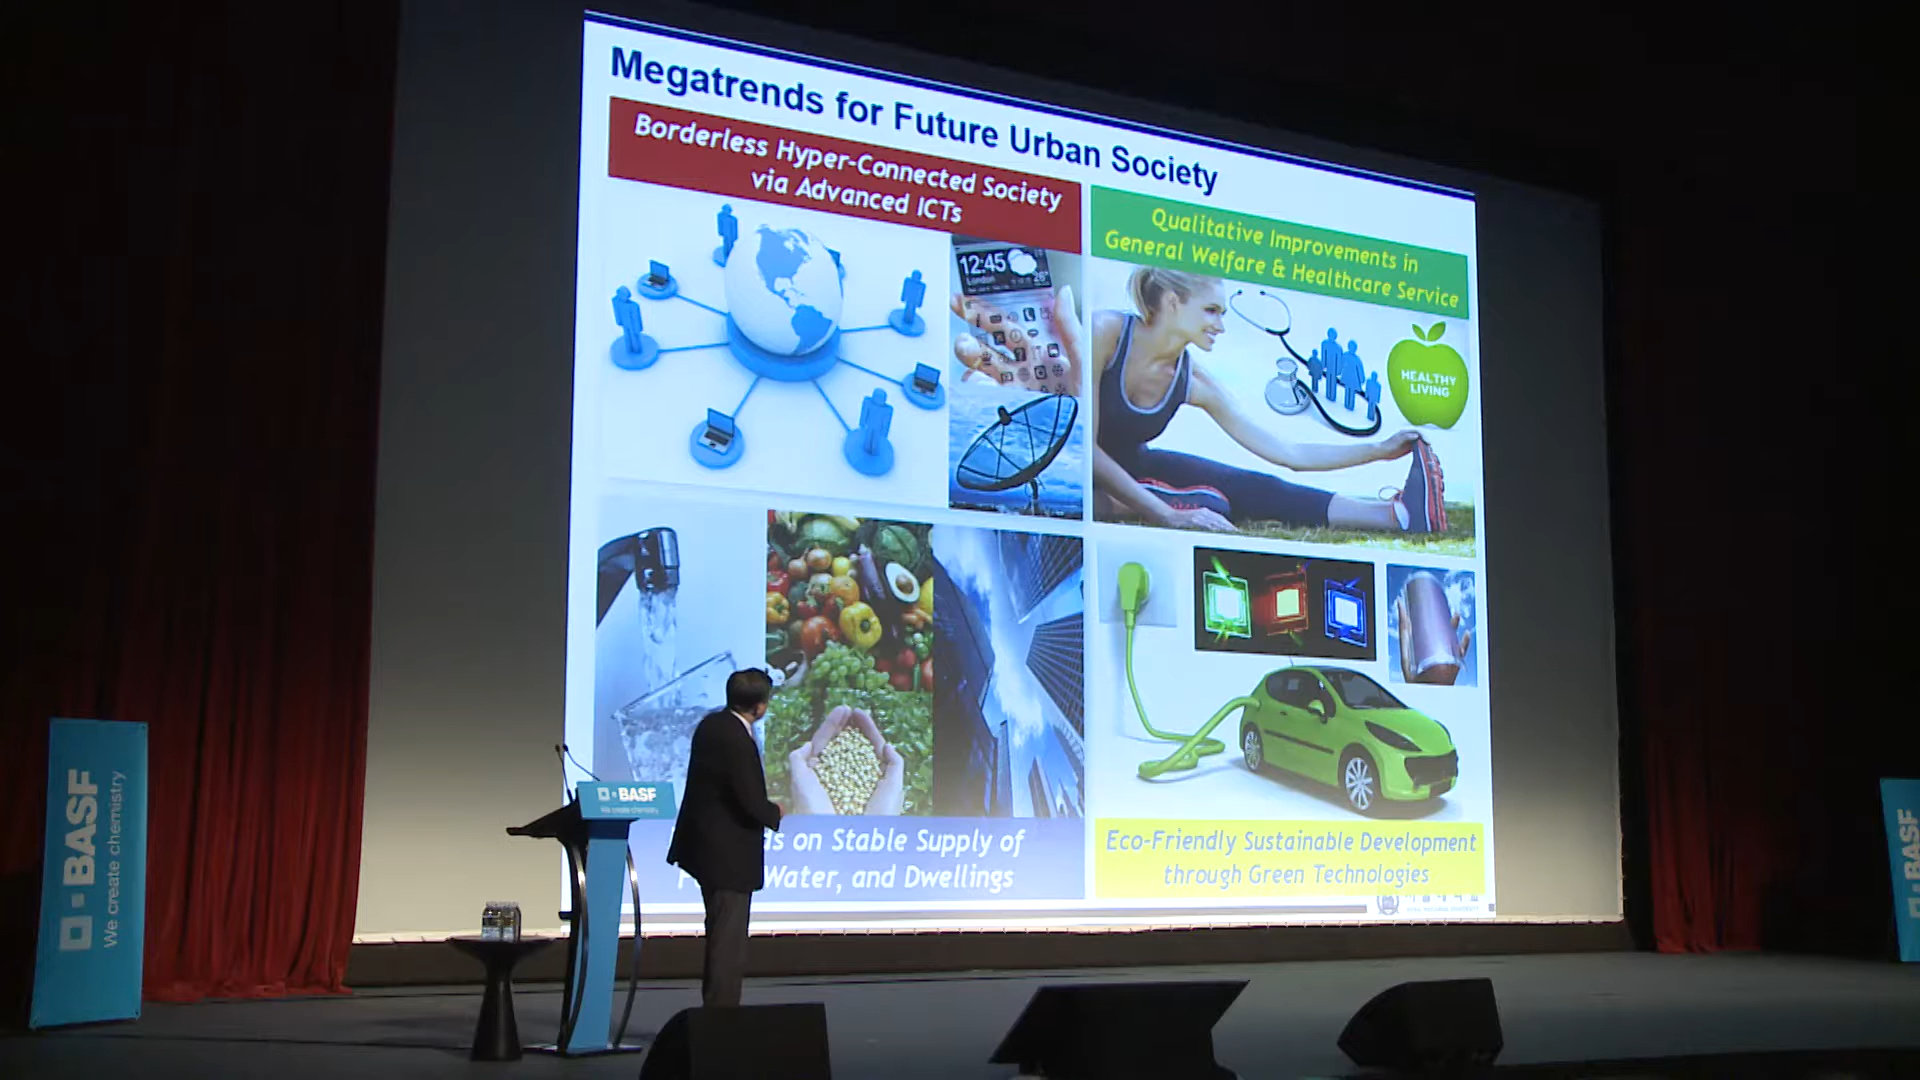 Megatrends for Future Urban Society
Borderless Hyper-Connected Society
via Advanced ICTs
Qualitative Improvements in
General Welfare & Healthcare Service
12:45
London
HEALTHY
LIVING
on Stable Supply of
Water, and Dwellings
Eco-Friendly Sustainable Development
through Green Technologies
BASF
We create chemistry
BASF
We create chemistry
BASF